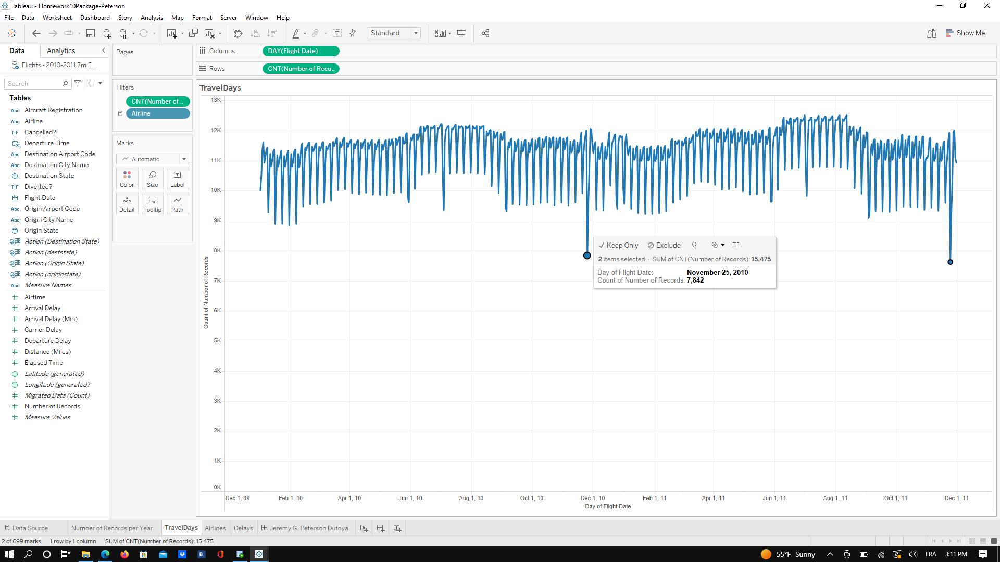 Tableau - Homework10Package-Peterson
File Data Worksheet Dashboard Story Analysis Map Format Server Window Help
Standard
Show Me
Data Analytics
Flights - 2010-2011 7m E...
Search
Tables
Abc Aircraft Registration
Abc Airline
T|F Cancelled?
Departure Time
Abc Destination Airport Code
Abc Destination City Name
Destination State
T|F Diverted?
Flight Date
Abc Origin Airport Code
Abc Origin City Name
Origin State
Action (Destination State)
Action (deststate)
Action (Origin State)
Action (originstate)
Abc Measure Names
# Airtime
# Arrival Delay
# Arrival Delay (Min)
# Carrier Delay
# Departure Delay
# Distance (Miles)
# Elapsed Time
Latitude (generated)
Longitude (generated)
# Migrated Data (Count)
=# Number of Records
# Measure Values
Pages
Filters
CNT(Number of ..
Airline
Marks
Automatic
Color Size Label
Detail Tooltip Path
Columns DAY(Flight Date)
Rows CNT(Number of Reco..
TravelDays
13K
12K
11K
10K
9K
8K
7K
6K
5K
4K
3K
2K
1K
0K
Count of Number of Records
Keep Only Exclude
2 items selected · SUM of CNT(Number of Records): 15,475
Day of Flight Date: November 25, 2010
Count of Number of Records: 7,842
Dec 1, 09 Feb 1, 10 Apr 1, 10 Jun 1, 10 Aug 1, 10 Oct 1, 10 Dec 1, 10 Feb 1, 11 Apr 1, 11 Jun 1, 11 Aug 1, 11 Oct 1, 11 Dec 1, 11
Day of Flight Date
Data Source Number of Records per Year TravelDays Airlines Delays Jeremy G. Peterson Dutoya
2 of 699 marks 1 row by 1 column SUM of CNT(Number of Records): 15,475
55°F Sunny FRA 3:11 PM